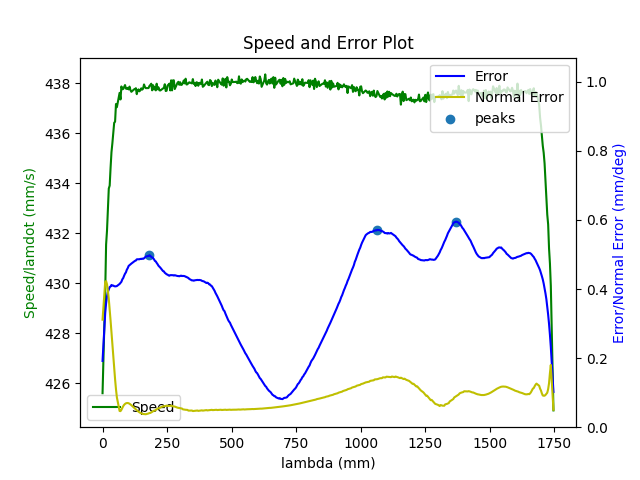 Speed and Error Plot
Speed/lamdot (mm/s)
438
436
434
432
430
428
426
Error
Normal Error
peaks
Speed
1.0
0.8
0.6
0.4
0.2
0.0
Error/Normal Error (mm/deg)
0 250 500 750 1000 1250 1500 1750
lambda (mm)